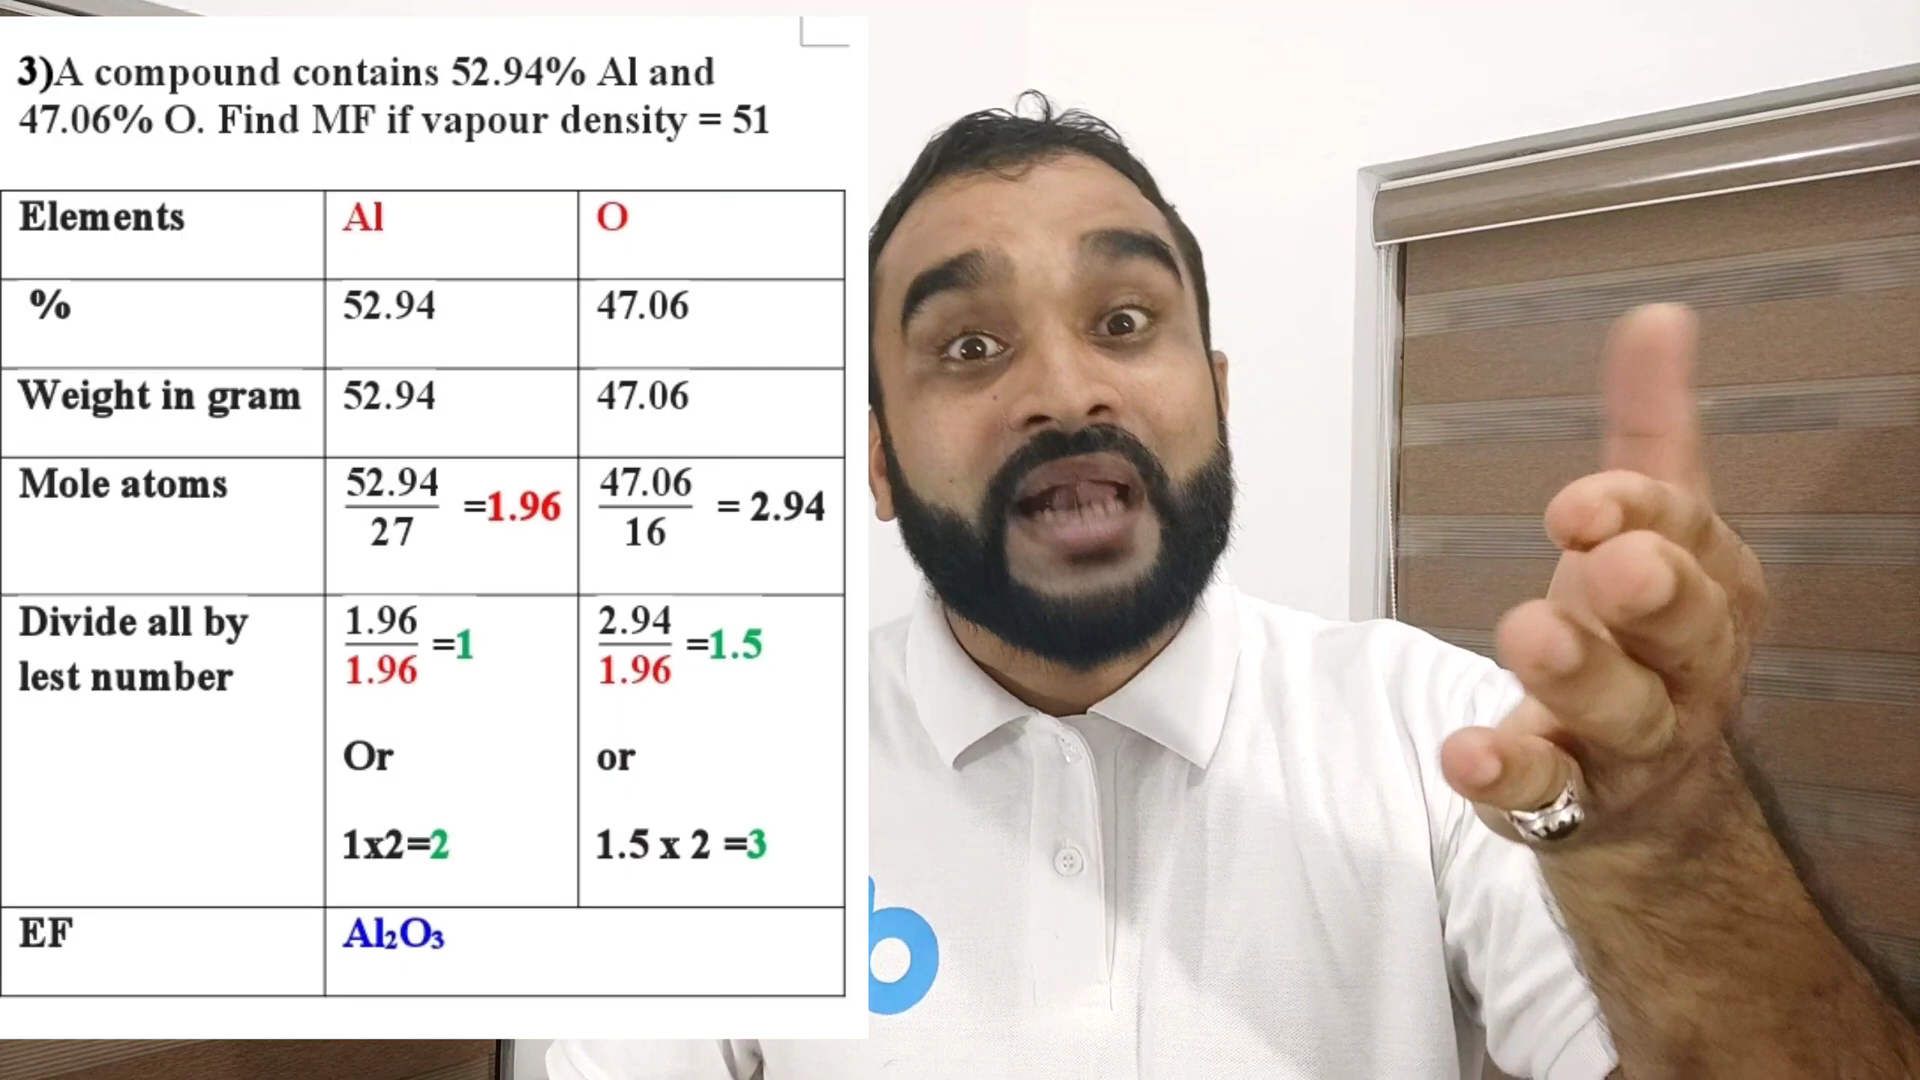 3)A compound contains 52.94% Al and
47.06% O. Find MF if vapour density = 51
Elements Al O
% 52.94 47.06
Weight in gram 52.94 47.06
Mole atoms 52.94/27 =1.96 47.06/16 = 2.94
Divide all by lest number 1.96/1.96 =1 2.94/1.96 =1.5
Or or
1x2=2 1.5 x 2 =3
EF Al₂O₃
b